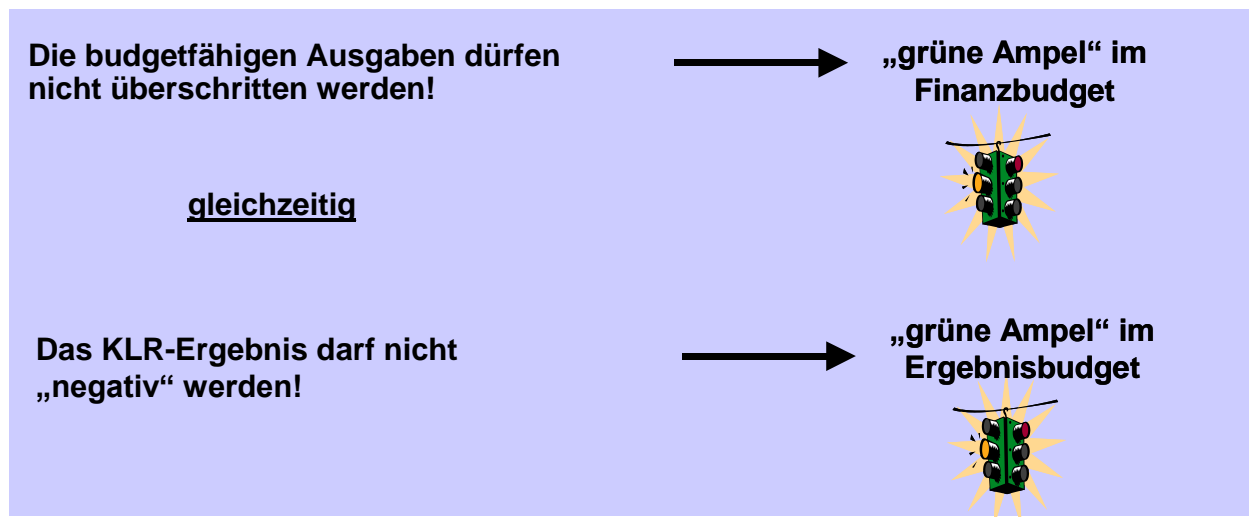 Die budgetfähigen Ausgaben dürfen
nicht überschritten werden!
„grüne Ampel“ im
Finanzbudget
gleichzeitig
Das KLR-Ergebnis darf nicht
„negativ“ werden!
„grüne Ampel“ im
Ergebnisbudget